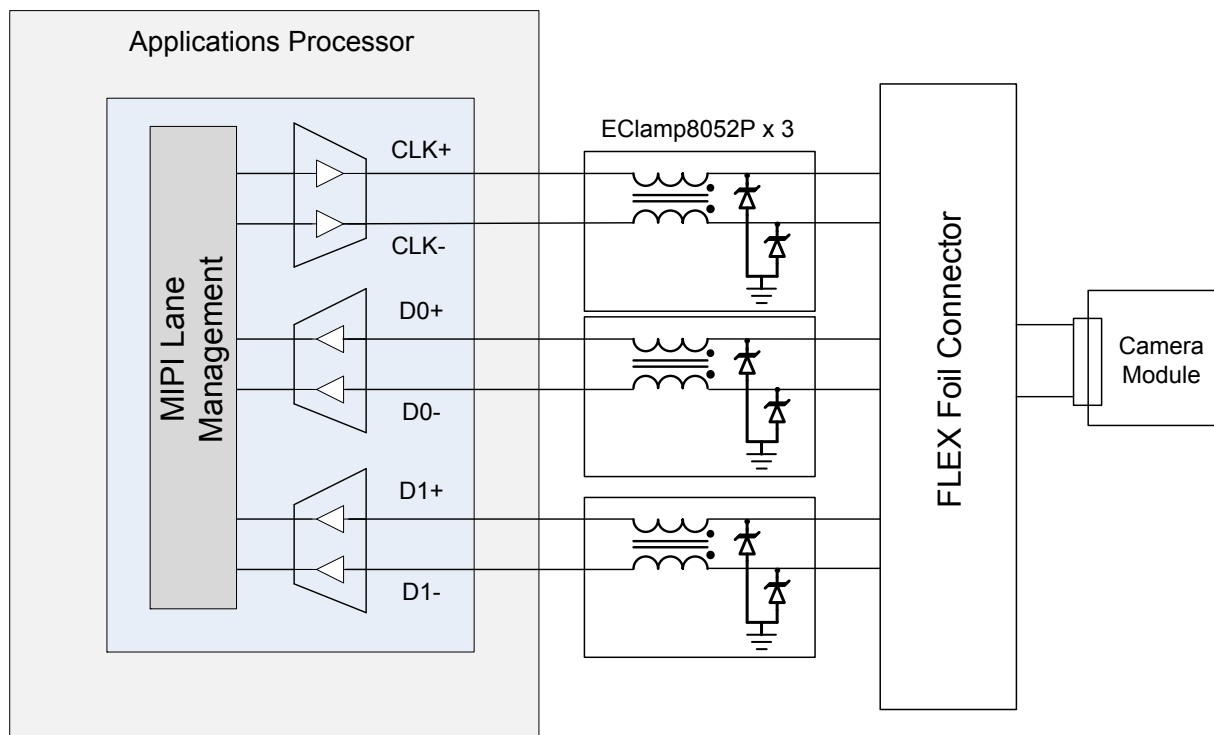 Applications Processor
MIPI Lane
Management
CLK+
CLK-
D0+
D0-
D1+
D1-
EClamp8052P x 3
FLEX Foil Connector
Camera
Module